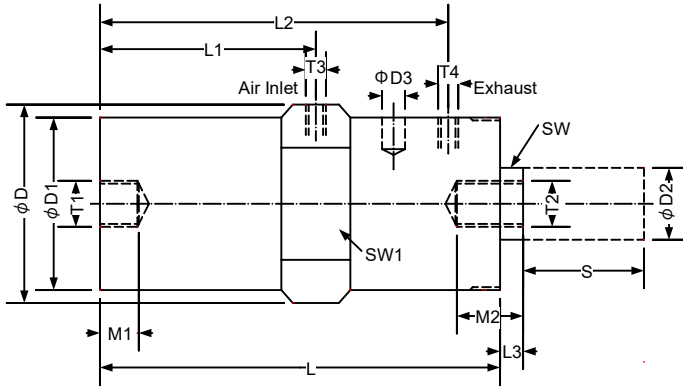 L2
L1
T3
Air Inlet
ΦD3
T4
Exhaust
SW
ϕD
ϕD1
T1
T2
ϕD2
SW1
S
M1
M2
L3
L